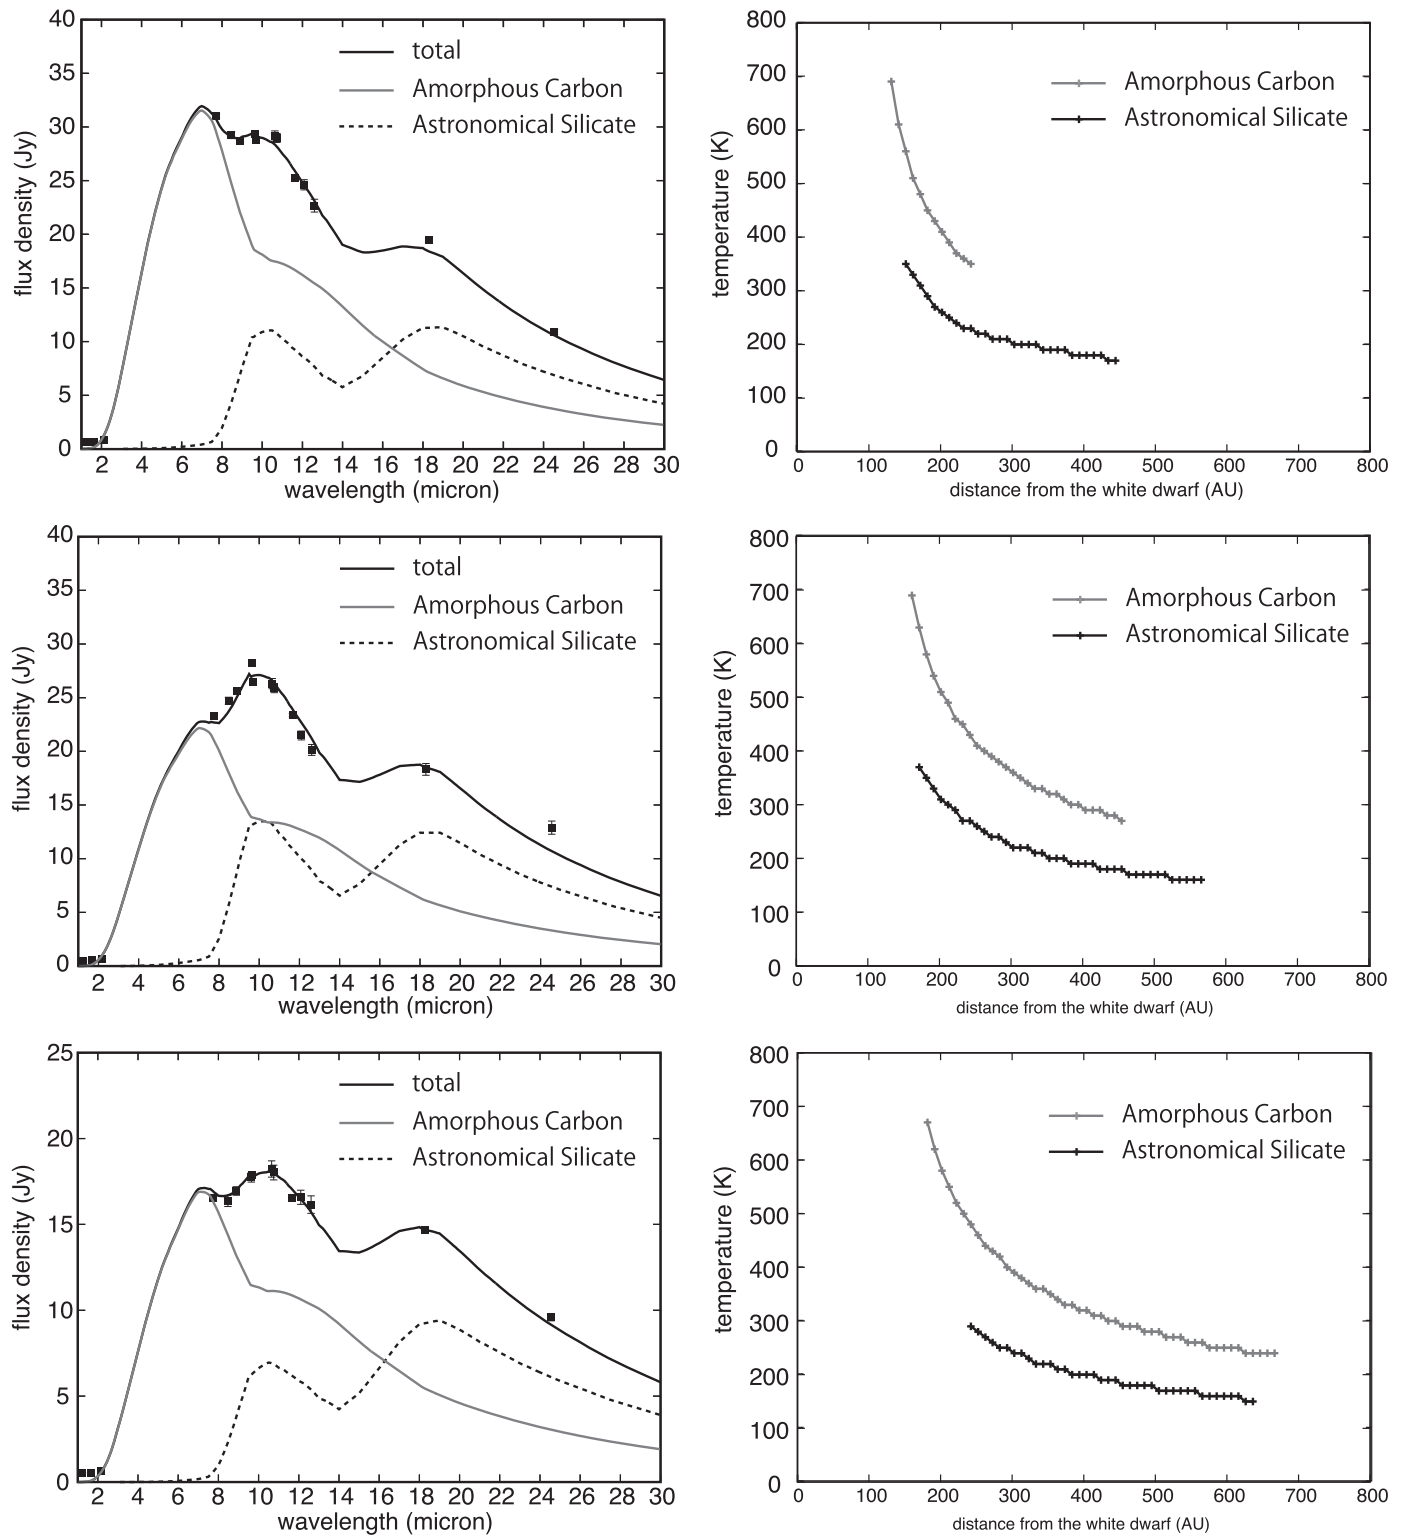 40
35
30
25
20
15
10
5
0
flux density (Jy)
total
Amorphous Carbon
Astronomical Silicate
2 4 6 8 10 12 14 16 18 20 22 24 26 28 30
wavelength (micron)
800
700
600
500
400
300
200
100
0
temperature (K)
Amorphous Carbon
Astronomical Silicate
0 100 200 300 400 500 600 700 800
distance from the white dwarf (AU)
40
35
30
25
20
15
10
5
0
flux density (Jy)
total
Amorphous Carbon
Astronomical Silicate
2 4 6 8 10 12 14 16 18 20 22 24 26 28 30
wavelength (micron)
800
700
600
500
400
300
200
100
0
temperature (K)
Amorphous Carbon
Astronomical Silicate
0 100 200 300 400 500 600 700 800
distance from the white dwarf (AU)
25
20
15
10
5
0
flux density (Jy)
total
Amorphous Carbon
Astronomical Silicate
2 4 6 8 10 12 14 16 18 20 22 24 26 28 30
wavelength (micron)
800
700
600
500
400
300
200
100
0
temperature (K)
Amorphous Carbon
Astronomical Silicate
0 100 200 300 400 500 600 700 800
distance from the white dwarf (AU)